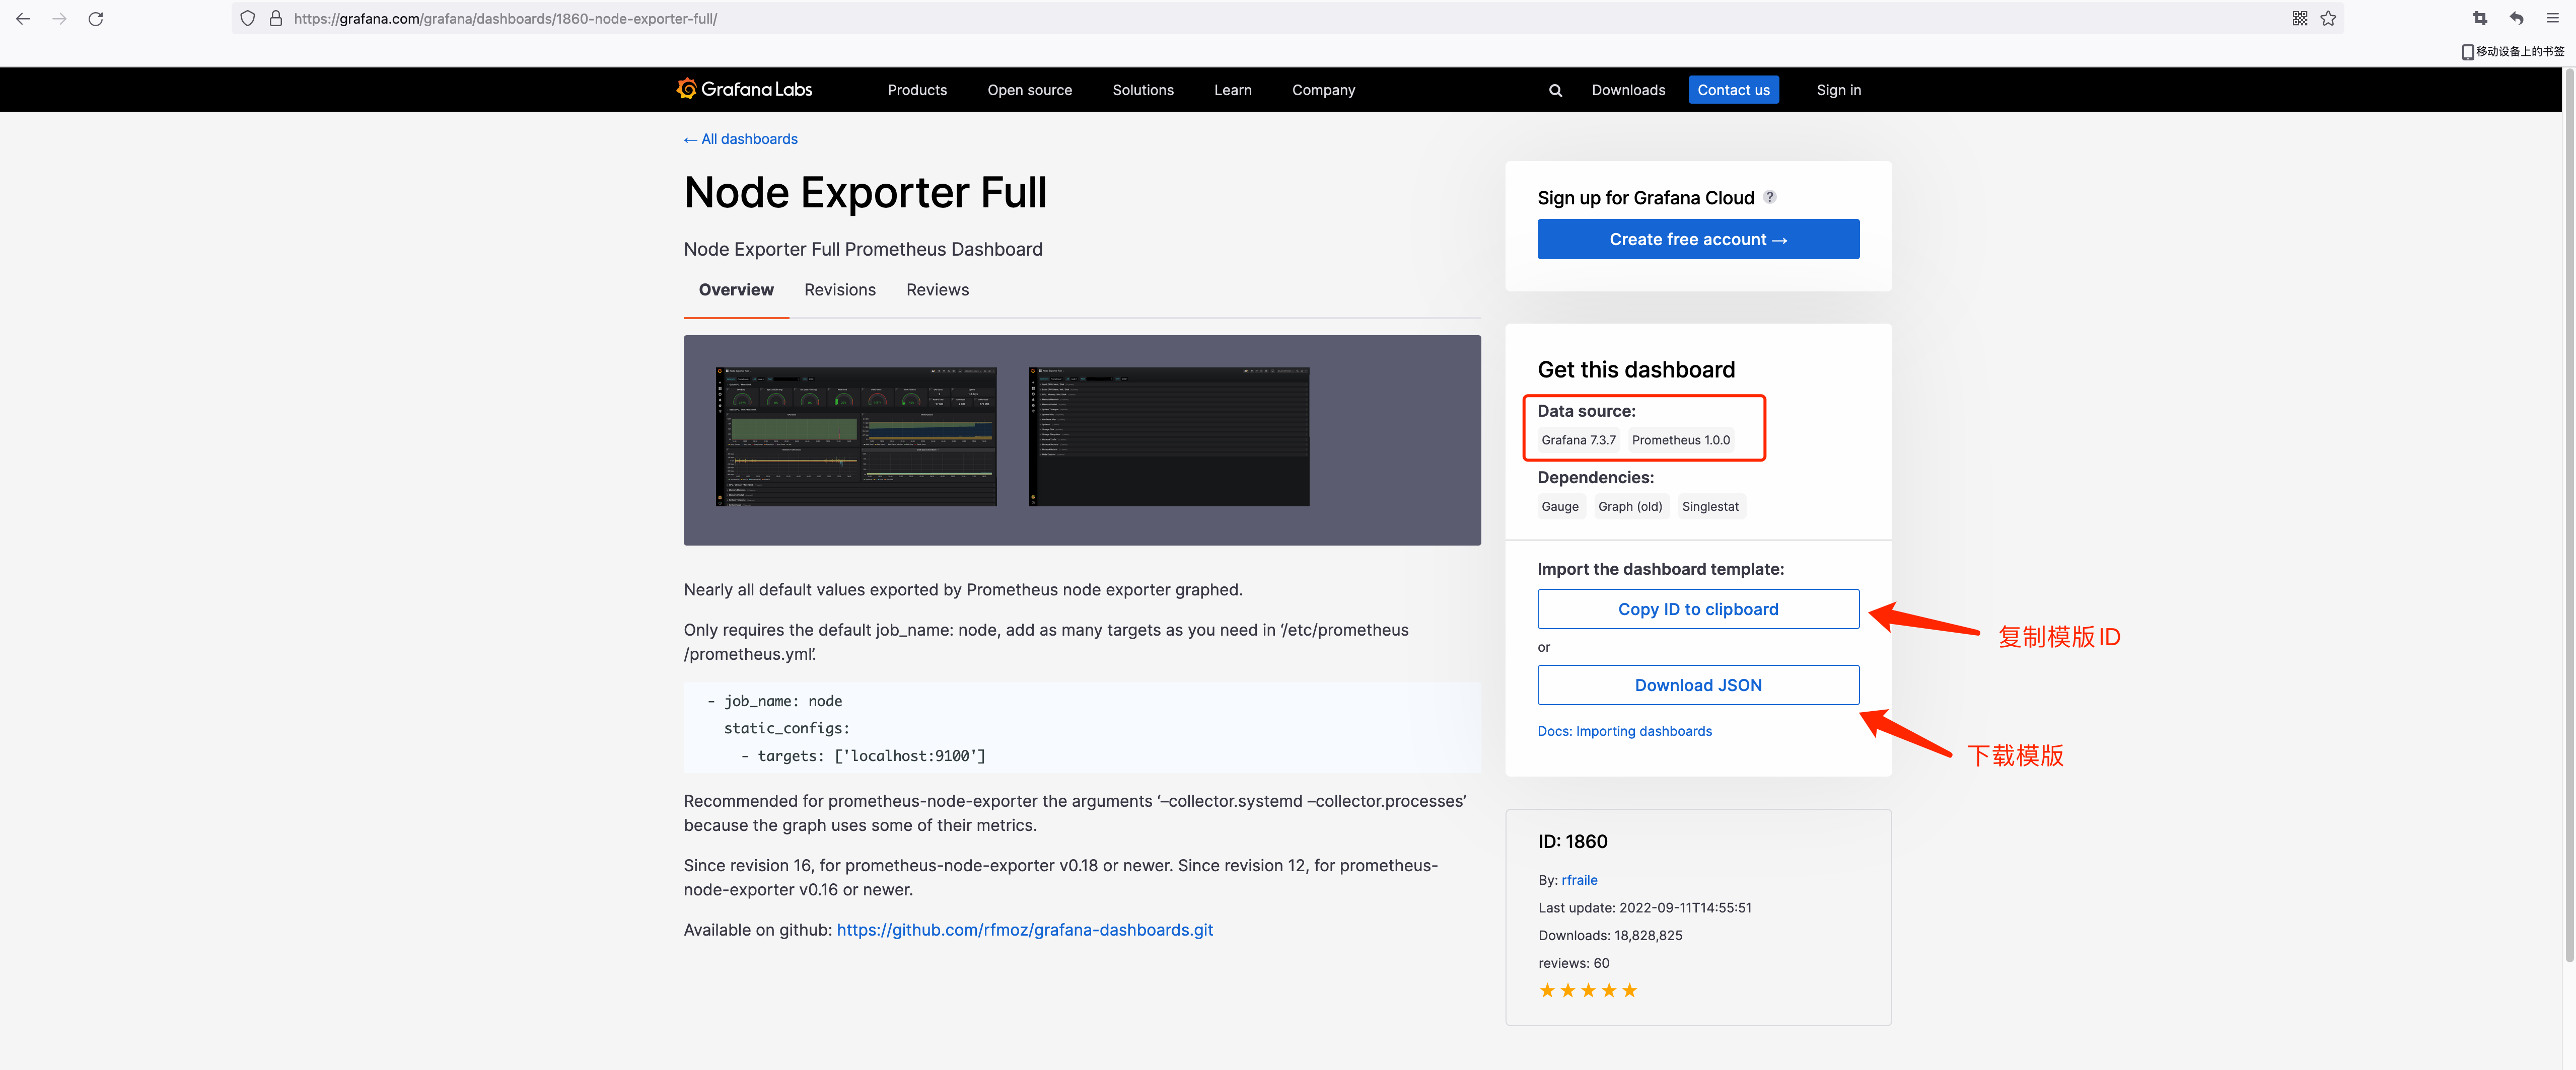 https://grafana.com/grafana/dashboards/1860-node-exporter-full/
移动设备上的书签
Grafana Labs
Products
Open source
Solutions
Learn
Company
Downloads
Contact us
Sign in
← All dashboards
Node Exporter Full
Node Exporter Full Prometheus Dashboard
Overview
Revisions
Reviews
Nearly all default values exported by Prometheus node exporter graphed.
Only requires the default job_name: node, add as many targets as you need in ‘/etc/prometheus
/prometheus.yml’.
- job_name: node
static_configs:
- targets: ['localhost:9100']
Recommended for prometheus-node-exporter the arguments ‘–collector.systemd –collector.processes’
because the graph uses some of their metrics.
Since revision 16, for prometheus-node-exporter v0.18 or newer. Since revision 12, for prometheus-
node-exporter v0.16 or newer.
Available on github: https://github.com/rfmoz/grafana-dashboards.git
Sign up for Grafana Cloud ?
Create free account →
Get this dashboard
Data source:
Grafana 7.3.7
Prometheus 1.0.0
Dependencies:
Gauge
Graph (old)
Singlestat
Import the dashboard template:
Copy ID to clipboard
复制模版ID
or
Download JSON
下载模版
Docs: Importing dashboards
ID: 1860
By: rfraile
Last update: 2022-09-11T14:55:51
Downloads: 18,828,825
reviews: 60